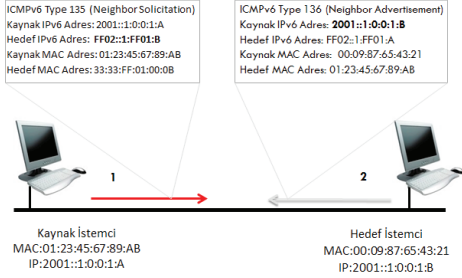 ICMPv6 Type 135 (Neighbor Solicitation)
Kaynak IPv6 Adres: 2001::1:0:0:1:A
Hedef IPv6 Adres: FF02::1:FF01:B
Kaynak MAC Adres: 01:23:45:67:89:AB
Hedef MAC Adres: 33:33:FF:01:00:0B
ICMPv6 Type 136 (Neighbor Advertisement)
Kaynak IPv6 Adres: 2001::1:0:0:1:B
Hedef IPv6 Adres: FF02::1:FF01:A
Kaynak MAC Adres: 00:09:87:65:43:21
Hedef MAC Adres: 01:23:45:67:89:AB
1
2
Kaynak İstemci
MAC:01:23:45:67:89:AB
IP:2001::1:0:0:1:A
Hedef İstemci
MAC:00:09:87:65:43:21
IP:2001::1:0:0:1:B